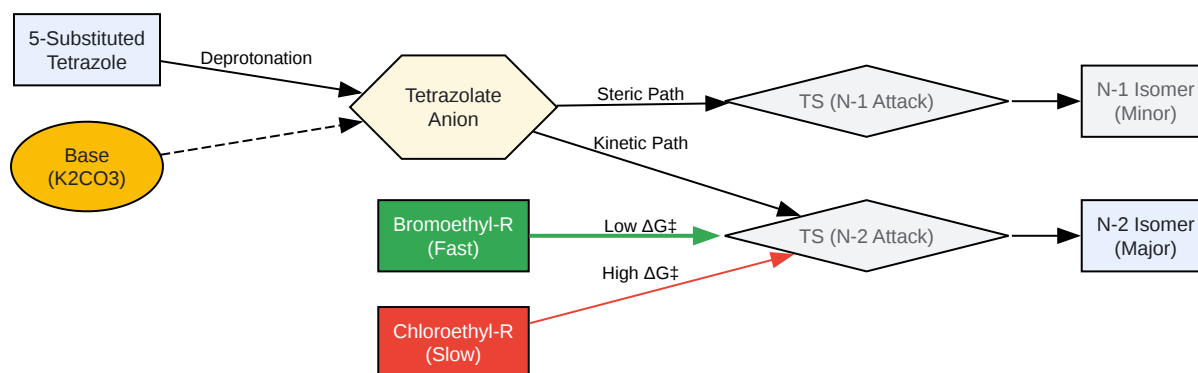 5-Substituted
Tetrazole
Deprotonation
Base
(K2CO3)
Tetrazolate
Anion
Steric Path
Kinetic Path
TS (N-1 Attack)
N-1 Isomer
(Minor)
Bromoethyl-R
(Fast)
Low ΔG‡
TS (N-2 Attack)
N-2 Isomer
(Major)
High ΔG‡
Chloroethyl-R
(Slow)